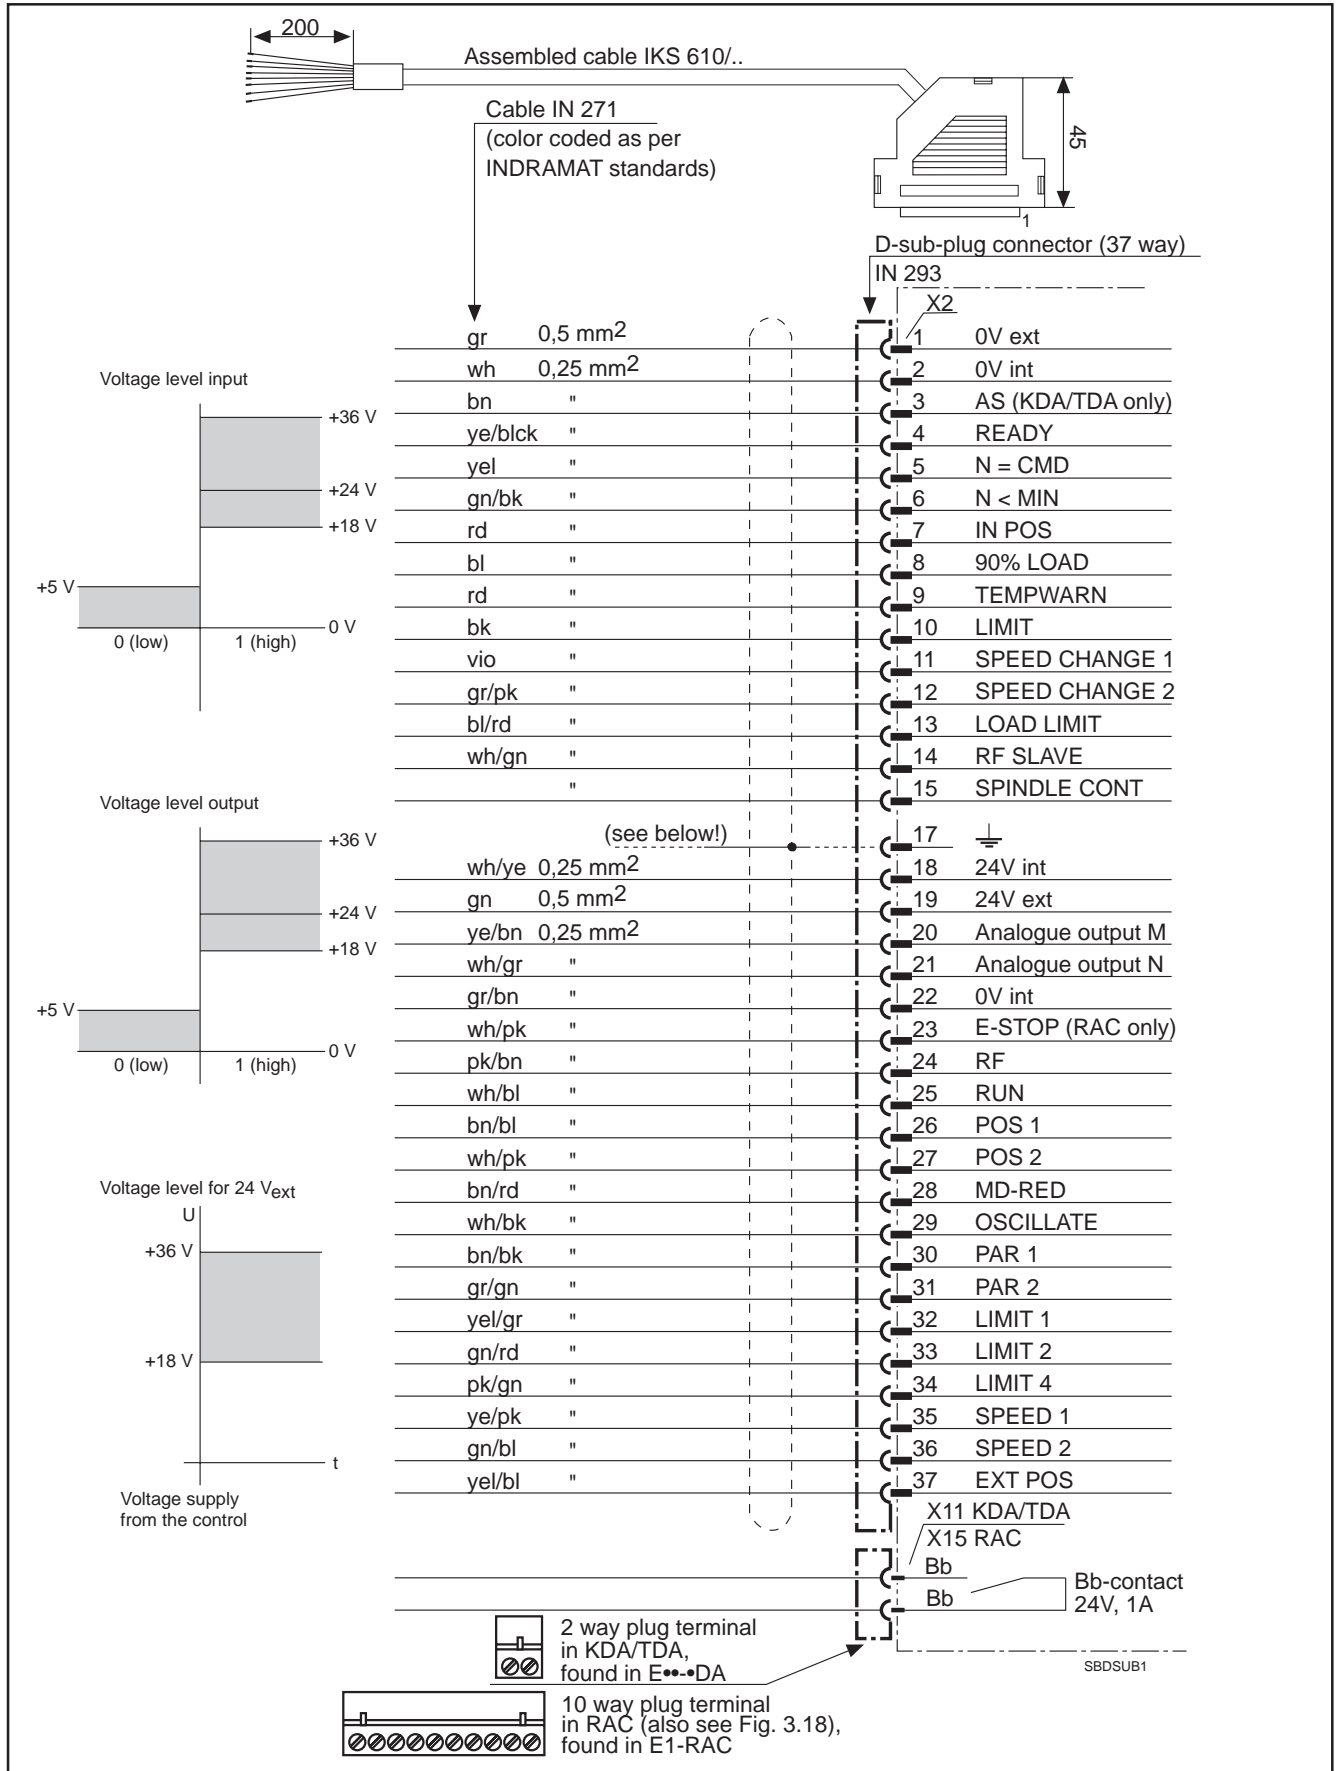 200
Assembled cable IKS 610/..
Cable IN 271
(color coded as per
INDRAMAT standards)
45
1
D-sub-plug connector (37 way)
IN 293
X2
gr 0,5 mm2 1 0V ext
wh 0,25 mm2 2 0V int
bn " 3 AS (KDA/TDA only)
ye/blck " 4 READY
yel " 5 N = CMD
gn/bk " 6 N < MIN
rd " 7 IN POS
bl " 8 90% LOAD
rd " 9 TEMPWARN
bk " 10 LIMIT
vio " 11 SPEED CHANGE 1
gr/pk " 12 SPEED CHANGE 2
bl/rd " 13 LOAD LIMIT
wh/gn " 14 RF SLAVE
" 15 SPINDLE CONT
(see below!) 17
wh/ye 0,25 mm2 18 24V int
gn 0,5 mm2 19 24V ext
ye/bn 0,25 mm2 20 Analogue output M
wh/gr " 21 Analogue output N
gr/bn " 22 0V int
wh/pk " 23 E-STOP (RAC only)
pk/bn " 24 RF
wh/bl " 25 RUN
bn/bl " 26 POS 1
wh/pk " 27 POS 2
bn/rd " 28 MD-RED
wh/bk " 29 OSCILLATE
bn/bk " 30 PAR 1
gr/gn " 31 PAR 2
yel/gr " 32 LIMIT 1
gn/rd " 33 LIMIT 2
pk/gn " 34 LIMIT 4
ye/pk " 35 SPEED 1
gn/bl " 36 SPEED 2
yel/bl " 37 EXT POS
Voltage level input
+36 V
+24 V
+18 V
+5 V
0 V
0 (low) 1 (high)
Voltage level output
+36 V
+24 V
+18 V
+5 V
0 V
0 (low) 1 (high)
Voltage level for 24 Vext
U
+36 V
+18 V
t
Voltage supply
from the control
X11 KDA/TDA
X15 RAC
Bb
Bb
Bb-contact
24V, 1A
2 way plug terminal
in KDA/TDA,
found in E••-•DA
SBDSUB1
10 way plug terminal
in RAC (also see Fig. 3.18),
found in E1-RAC